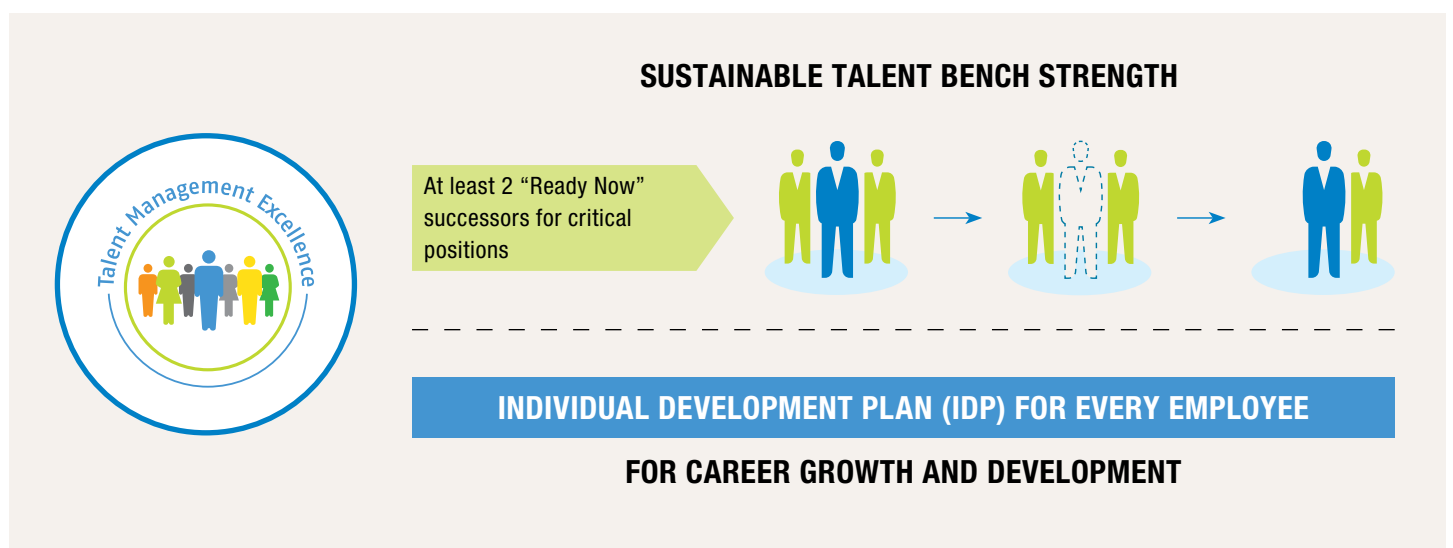 SUSTAINABLE TALENT BENCH STRENGTH
Talent Management Excellence
At least 2 “Ready Now”
successors for critical
positions
INDIVIDUAL DEVELOPMENT PLAN (IDP) FOR EVERY EMPLOYEE
FOR CAREER GROWTH AND DEVELOPMENT